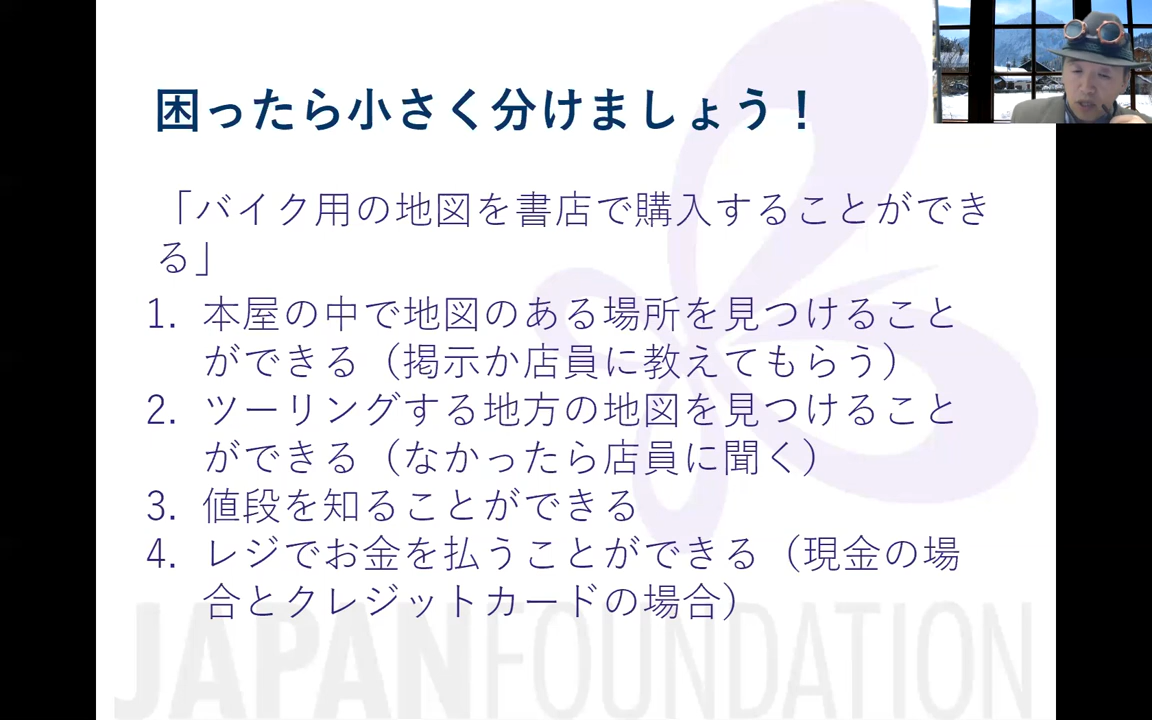 困ったら小さく分けましょう！
「バイク用の地図を書店で購入することができ
る」
1. 本屋の中で地図のある場所を見つけること
ができる（掲示か店員に教えてもらう）
2. ツーリングする地方の地図を見つけること
ができる（なかったら店員に聞く）
3. 値段を知ることができる
4. レジでお金を払うことができる（現金の場
合とクレジットカードの場合）
JAPANFOUNDATION